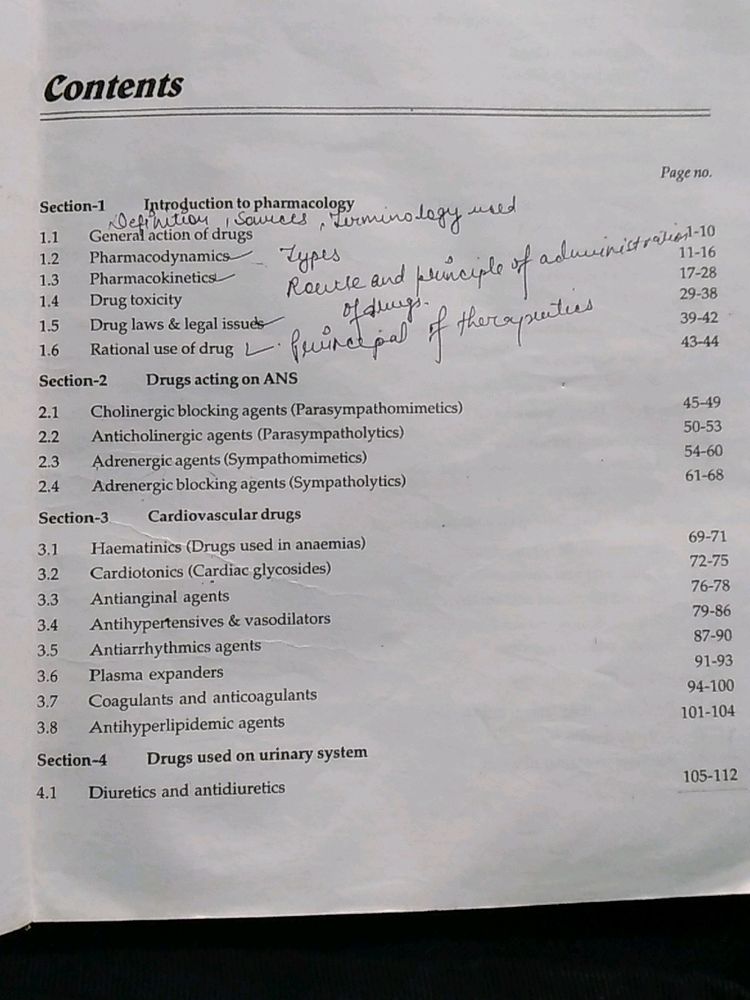 Contents
Page no.
Section-1 Introduction to pharmacology
Definition, Sources, Terminology used
1.1 General action of drugs 1-10
1.2 Pharmacodynamics Types 11-16
1.3 Pharmacokinetics Route and principle of administration 17-28
of drugs.
1.4 Drug toxicity 29-38
1.5 Drug laws & legal issues 39-42
1.6 Rational use of drug principal of therapeutics 43-44
Section-2 Drugs acting on ANS
2.1 Cholinergic blocking agents (Parasympathomimetics) 45-49
2.2 Anticholinergic agents (Parasympatholytics) 50-53
2.3 Adrenergic agents (Sympathomimetics) 54-60
2.4 Adrenergic blocking agents (Sympatholytics) 61-68
Section-3 Cardiovascular drugs
3.1 Haematinics (Drugs used in anaemias) 69-71
3.2 Cardiotonics (Cardiac glycosides) 72-75
3.3 Antianginal agents 76-78
3.4 Antihypertensives & vasodilators 79-86
3.5 Antiarrhythmics agents 87-90
3.6 Plasma expanders 91-93
3.7 Coagulants and anticoagulants 94-100
3.8 Antihyperlipidemic agents 101-104
Section-4 Drugs used on urinary system
4.1 Diuretics and antidiuretics 105-112